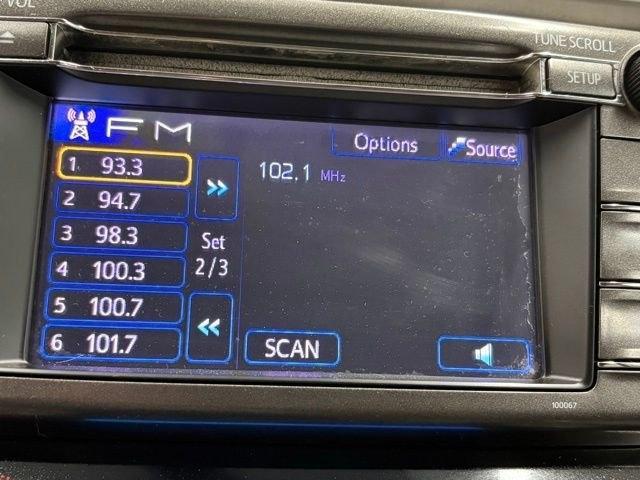 VOL
TUNE SCROLL
SETUP
FM
Options
Source
1 93.3
102.1 MHz
2 94.7
3 98.3
Set
2/3
4 100.3
5 100.7
6 101.7
SCAN
100067